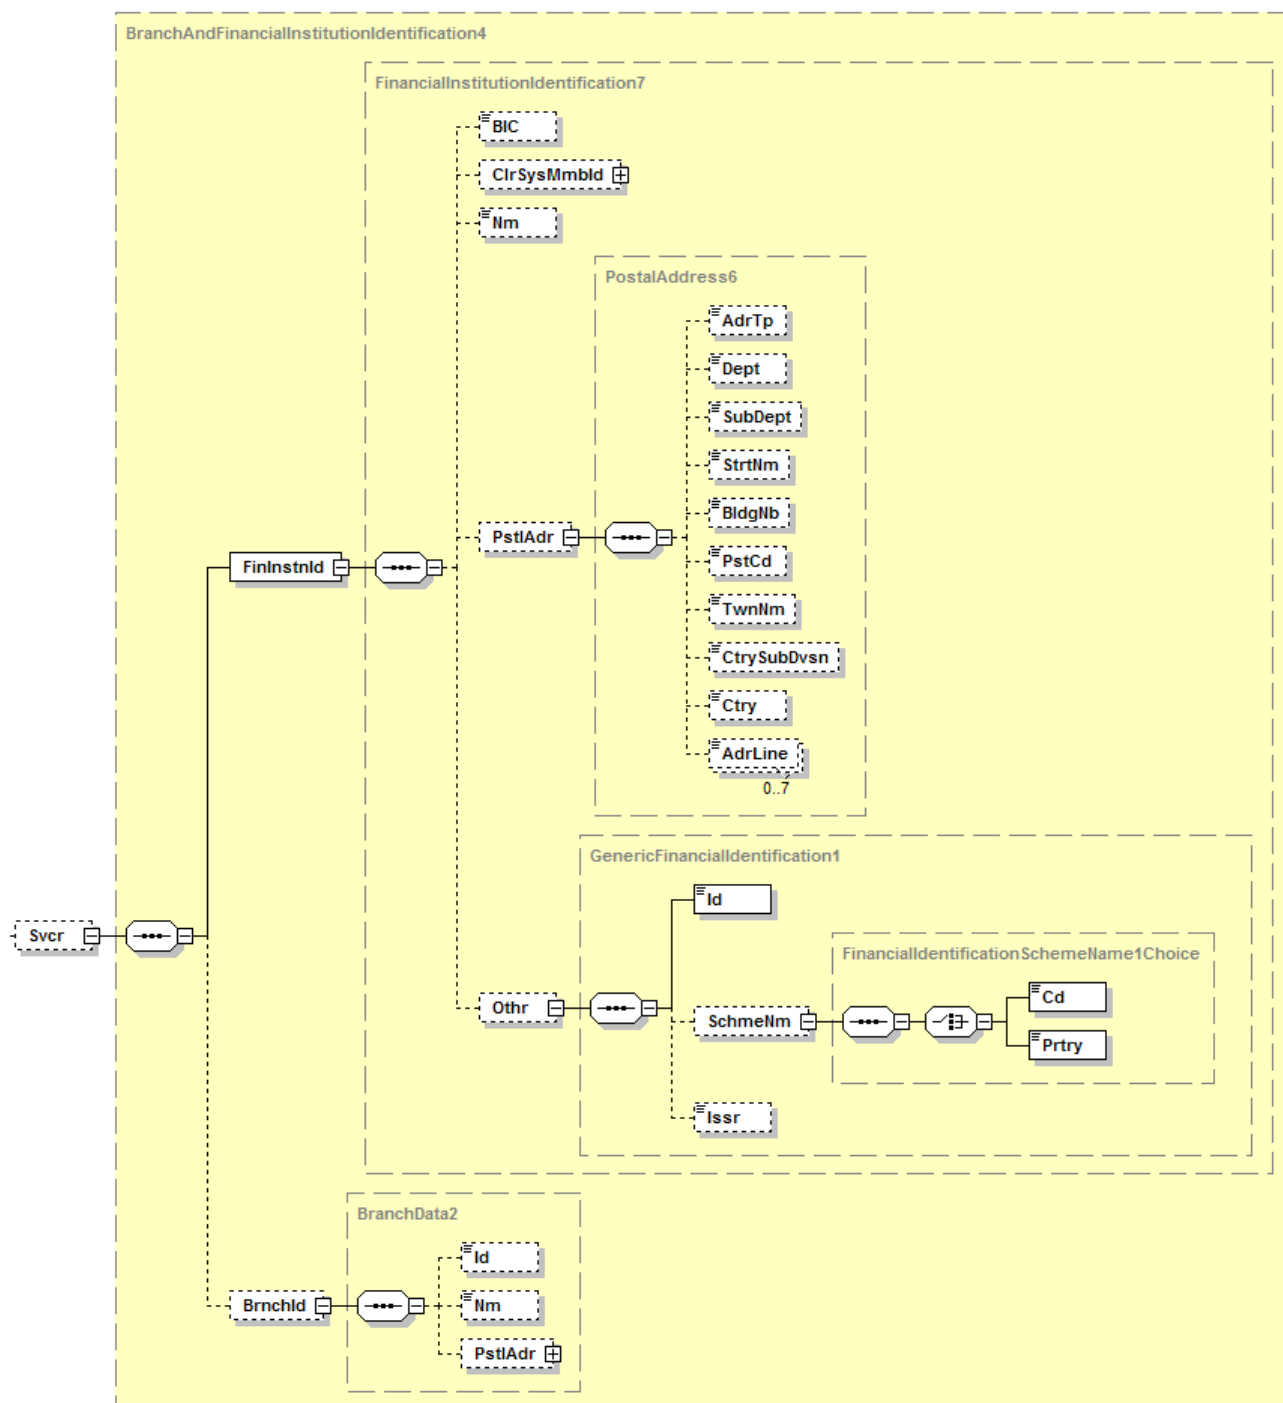 BranchAndFinancialInstitutionIdentification4
FinancialInstitutionIdentification7
BIC
ClrSysMmbId
Nm
PostalAddress6
AdrTp
Dept
SubDept
StrtNm
BldgNb
PstlAdr
PstCd
FinInstnId
TwnNm
CtrySubDvsn
Ctry
AdrLine
0..7
GenericFinancialIdentification1
Id
Svcr
FinancialIdentificationSchemeName1Choice
Cd
Othr
SchmeNm
Prtry
Issr
BranchData2
Id
BrnchId
Nm
PstlAdr